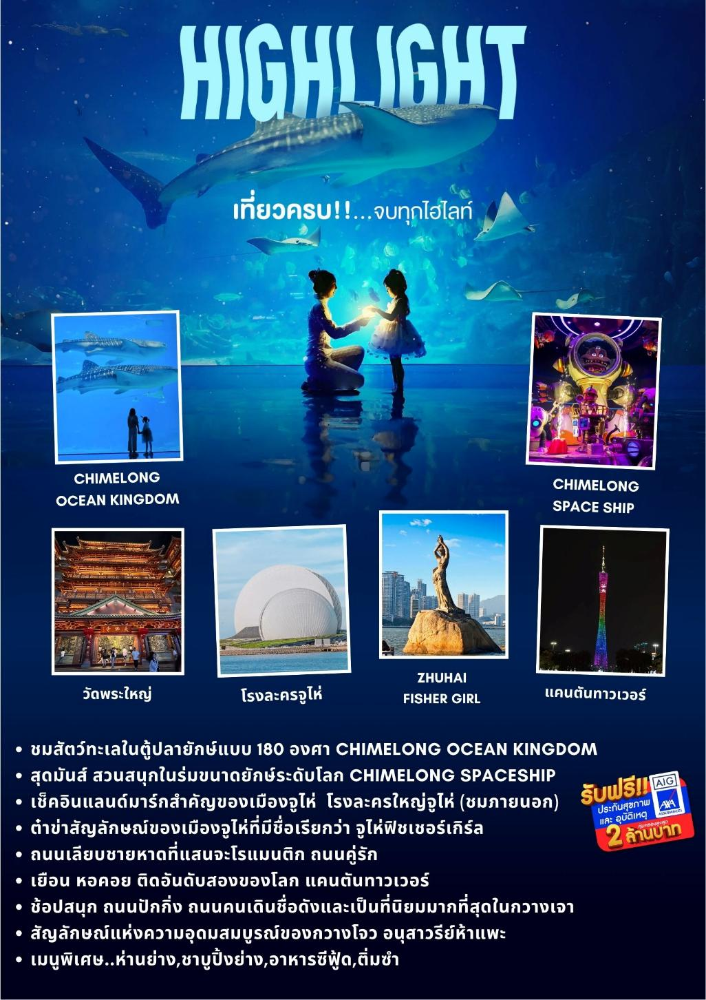 HIGHLIGHT
เที่ยวครบ!!...จบทุกไฮไลท์
CHIMELONG
OCEAN KINGDOM
CHIMELONG
SPACE SHIP
วัดพระใหญ่
โรงละครจูไห่
ZHUHAI
FISHER GIRL
แคนตันทาวเวอร์
• ชมสัตว์ทะเลในตู้ปลายักษ์แบบ 180 องศา CHIMELONG OCEAN KINGDOM
• สุดมันส์ สวนสนุกในร่มขนาดยักษ์ระดับโลก CHIMELONG SPACESHIP
• เช็คอินแลนด์มาร์กสำคัญของเมืองจูไห่ โรงละครใหญ่จูไห่ (ชมภายนอก)
• ต๋าข่าสัญลักษณ์ของเมืองจูไห่ที่มีชื่อเรียกว่า จูไห่ฟิชเชอร์เกิร์ล
• ถนนเลียบชายหาดที่แสนจะโรแมนติก ถนนคู่รัก
• เยือน หอคอย ติดอันดับสองของโลก แคนตันทาวเวอร์
• ช้อปสนุก ถนนปักกิ่ง ถนนคนเดินชื่อดังและเป็นที่นิยมมากที่สุดในกวางเจา
• สัญลักษณ์แห่งความอุดมสมบูรณ์ของกวางโจว อนุสาวรีย์ห้าแพะ
• เมนูพิเศษ..ห่านย่าง,ชาบูปิ้งย่าง,อาหารซีฟู้ด,ติ่มซำ
รับฟรี!!
AIG
ประกันสุขภาพ
และ อุบัติเหตุ
AXA
ASSURANCES
คุ้มครองสูงสุด
2 ล้านบาท